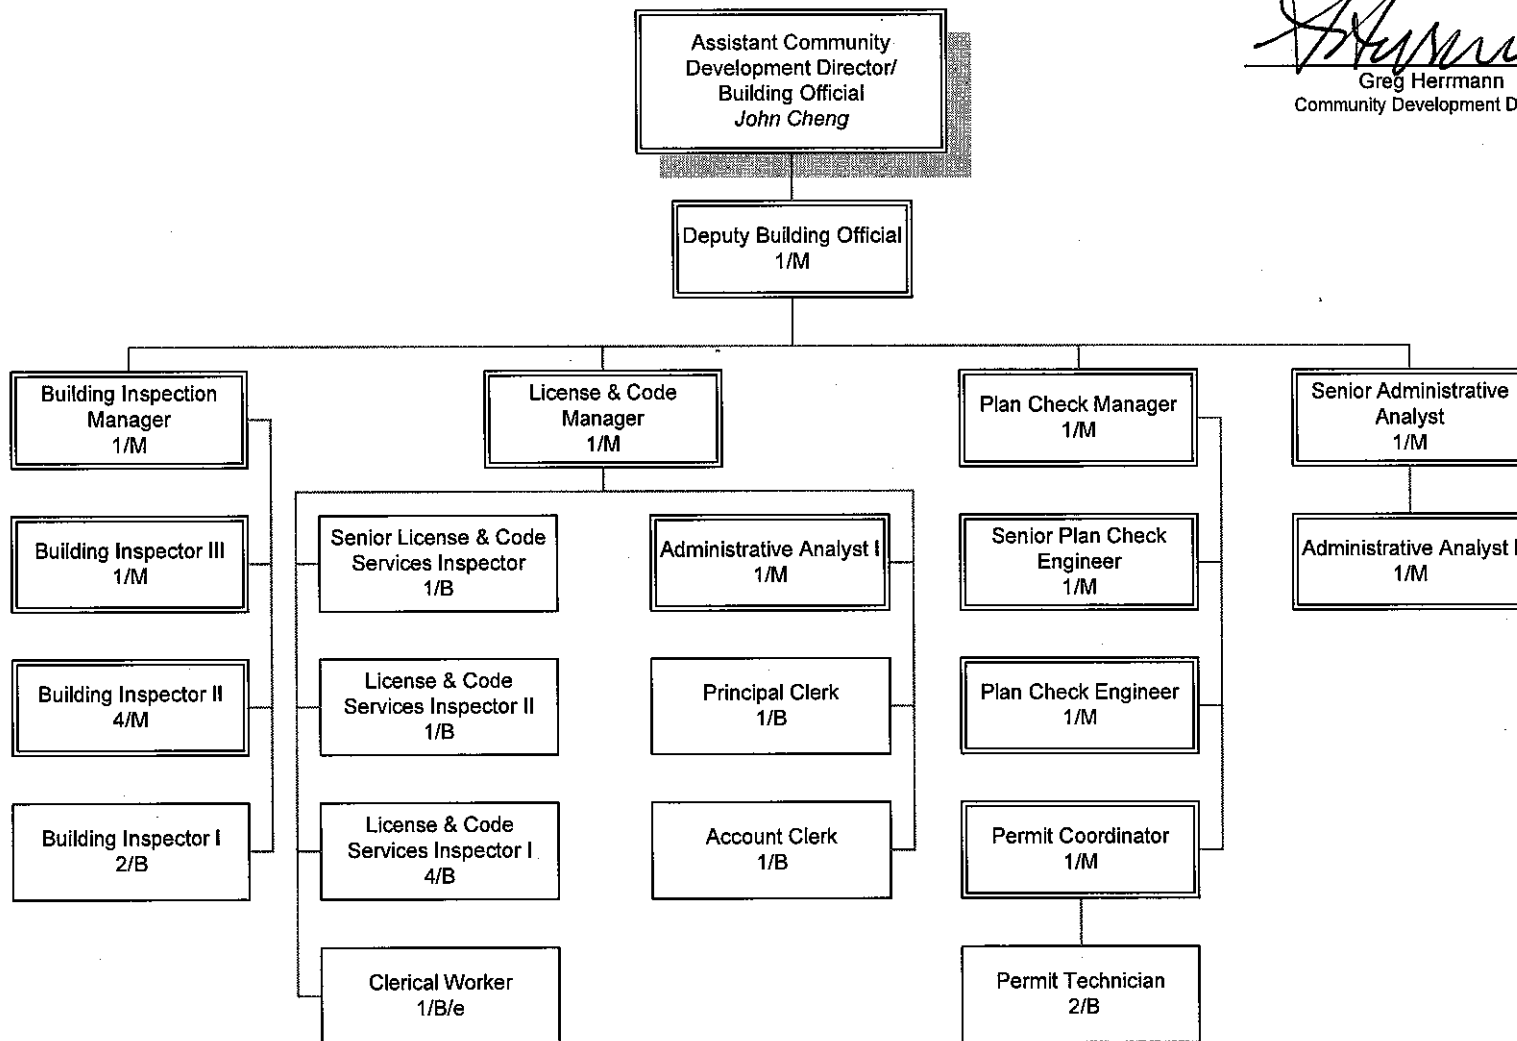 Assistant Community
Development Director/
Building Official
John Cheng
Greg Herrmann
Community Development D
Deputy Building Official
1/M
Building Inspection
Manager
1/M
License & Code
Manager
1/M
Plan Check Manager
1/M
Senior Administrative
Analyst
1/M
Building Inspector III
1/M
Senior License & Code
Services Inspector
1/B
Administrative Analyst I
1/M
Senior Plan Check
Engineer
1/M
Administrative Analyst I
1/M
Building Inspector II
4/M
License & Code
Services Inspector II
1/B
Principal Clerk
1/B
Plan Check Engineer
1/M
Building Inspector I
2/B
License & Code
Services Inspector I
4/B
Account Clerk
1/B
Permit Coordinator
1/M
Clerical Worker
1/B/e
Permit Technician
2/B